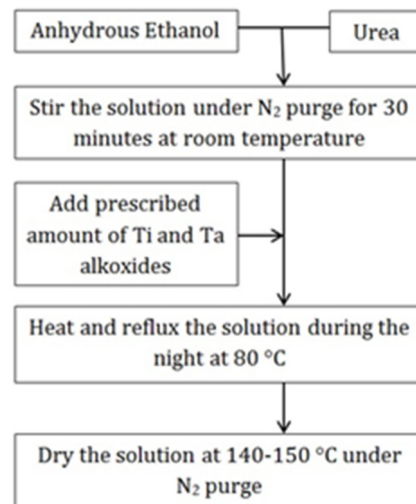 Anhydrous Ethanol
Urea
Stir the solution under N₂ purge for 30
minutes at room temperature
Add prescribed
amount of Ti and Ta
alkoxides
Heat and reflux the solution during the
night at 80 °C
Dry the solution at 140-150 °C under
N₂ purge